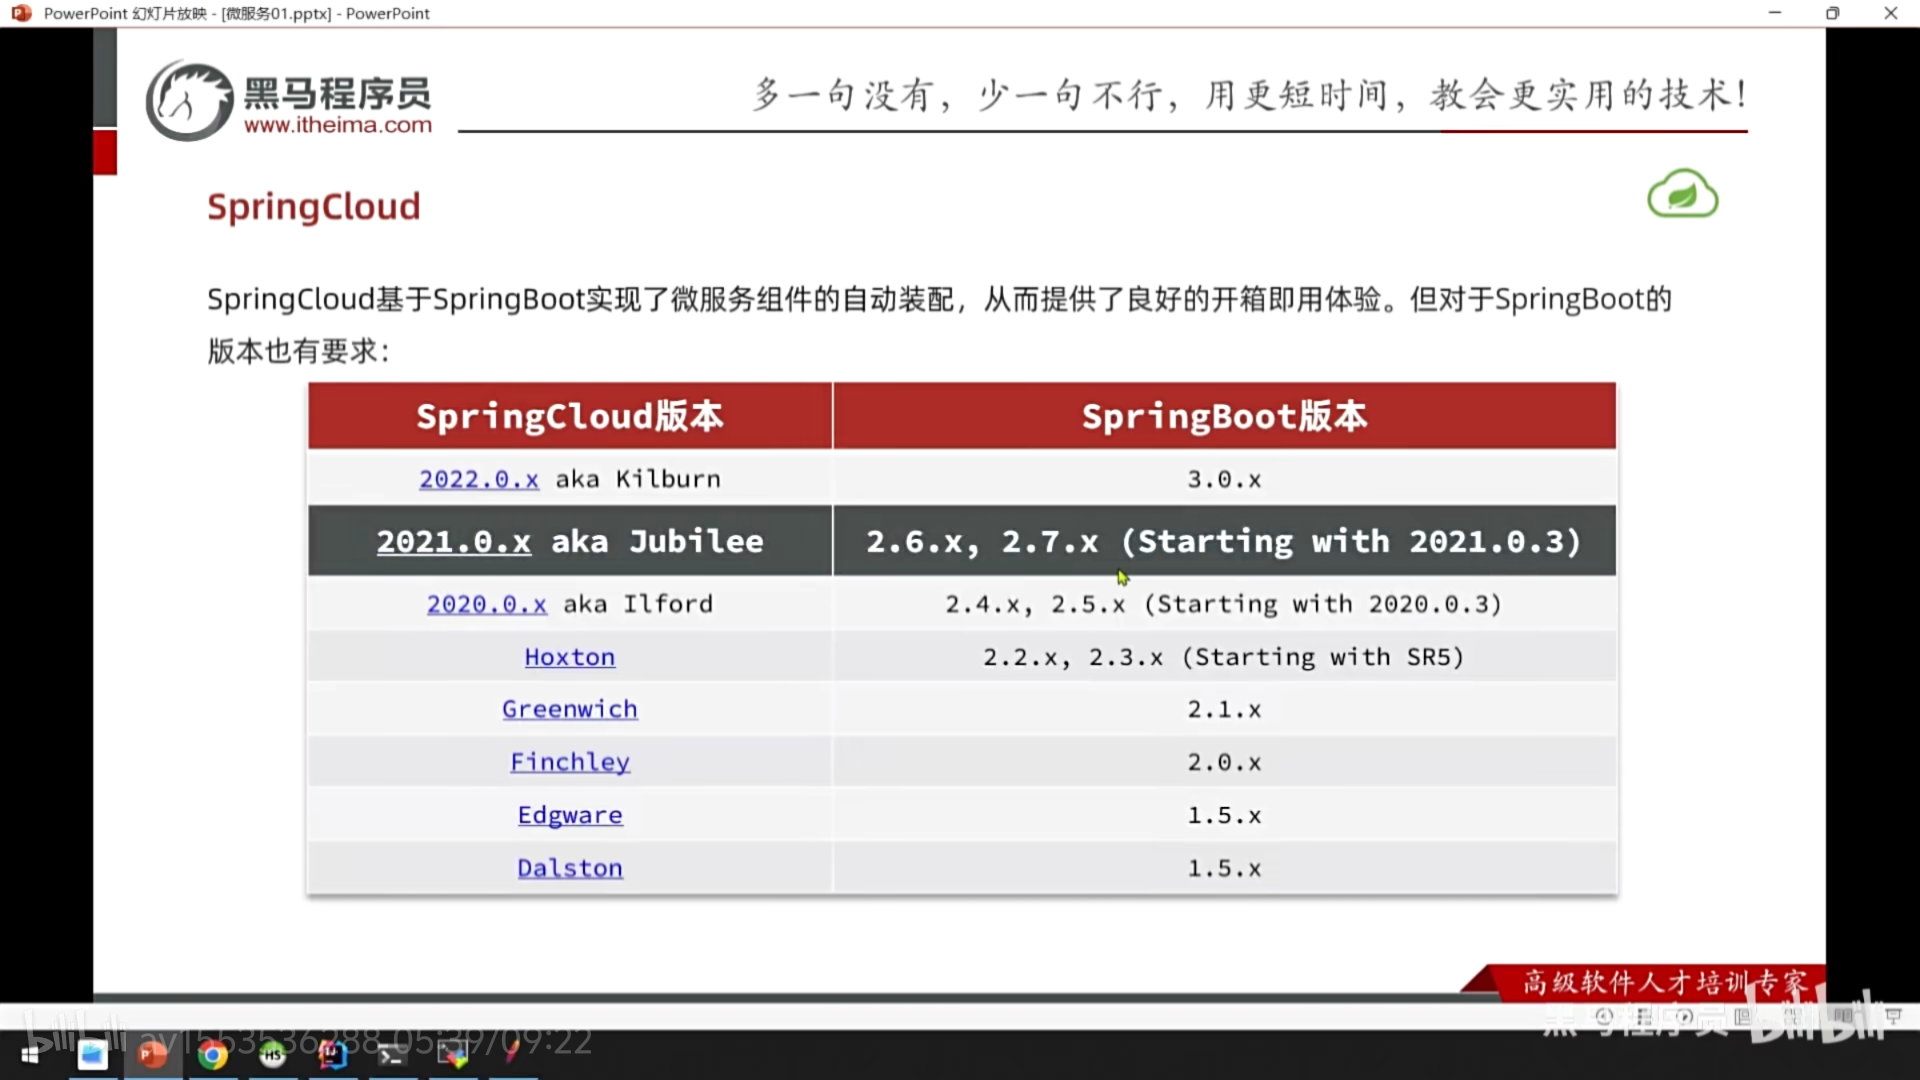 PowerPoint 幻灯片放映 - [微服务01.pptx] - PowerPoint
黑马程序员
www.itheima.com
多一句没有，少一句不行，用更短时间，教会更实用的技术！
SpringCloud
SpringCloud基于SpringBoot实现了微服务组件的自动装配，从而提供了良好的开箱即用体验。但对于SpringBoot的
版本也有要求：
SpringCloud版本 SpringBoot版本
2022.0.x aka Kilburn 3.0.x
2021.0.x aka Jubilee 2.6.x, 2.7.x (Starting with 2021.0.3)
2020.0.x aka Ilford 2.4.x, 2.5.x (Starting with 2020.0.3)
Hoxton 2.2.x, 2.3.x (Starting with SR5)
Greenwich 2.1.x
Finchley 2.0.x
Edgware 1.5.x
Dalston 1.5.x
高级软件人才培训专家
黑马程序员 bilibili
bilibili av1553536288 05:39/09:22
HS